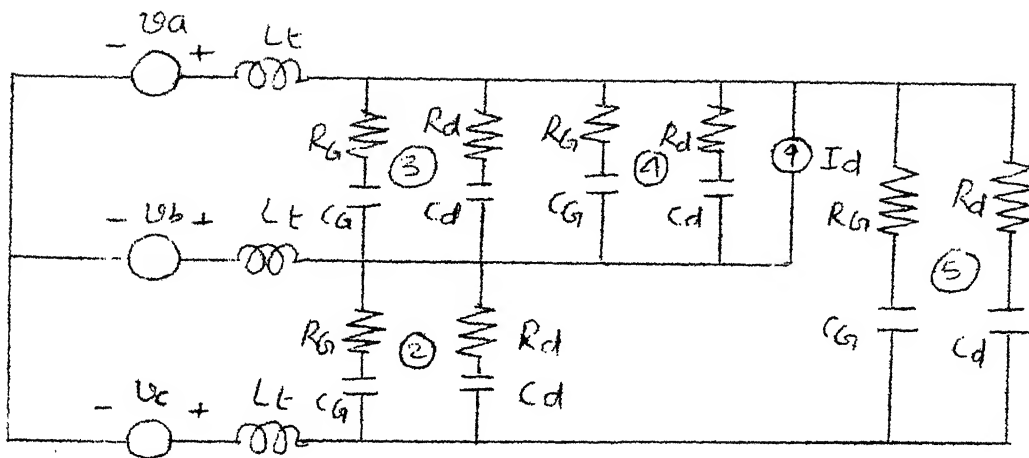 - va + Lt
RG Rd RG Rd Id
3 4
CG Cd CG Cd RG Rd
- vb + Lt
5
RG 2 Rd CG Cd
CG Cd
- vc + Lt